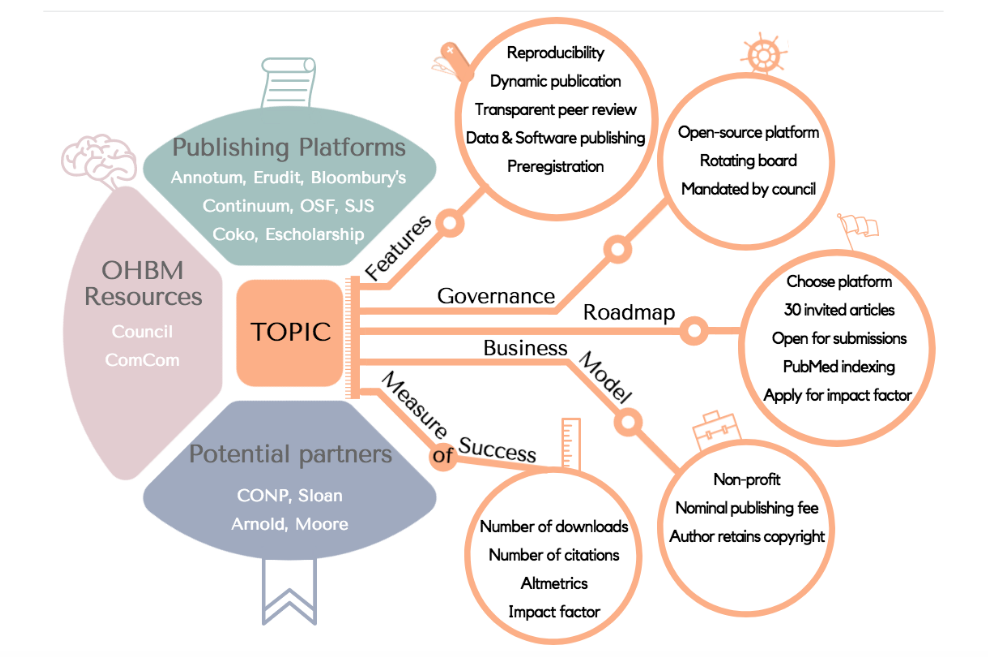 Publishing Platforms
Annotum, Erudit, Bloombury's
Continuum, OSF, SJS
Coko, Escholarship
OHBM
Resources
Council
ComCom
TOPIC
Potential partners
CONP, Sloan
Arnold, Moore
Features
Reproducibility
Dynamic publication
Transparent peer review
Data & Software publishing
Preregistration
Governance
Open-source platform
Rotating board
Mandated by council
Roadmap
Choose platform
30 invited articles
Open for submissions
PubMed indexing
Apply for impact factor
Business Model
Non-profit
Nominal publishing fee
Author retains copyright
Measure of Success
Number of downloads
Number of citations
Altmetrics
Impact factor